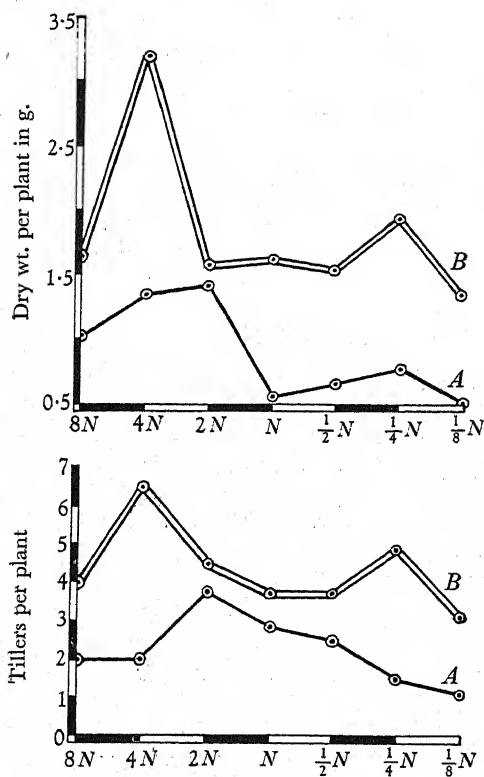 Dry wt. per plant in g.
3·5
2·5
1·5
0·5
B
A
8N 4N 2N N ½N ¼N ⅛N
Tillers per plant
7
6
5
4
3
2
1
0
B
A
8N 4N 2N N ½N ¼N ⅛N